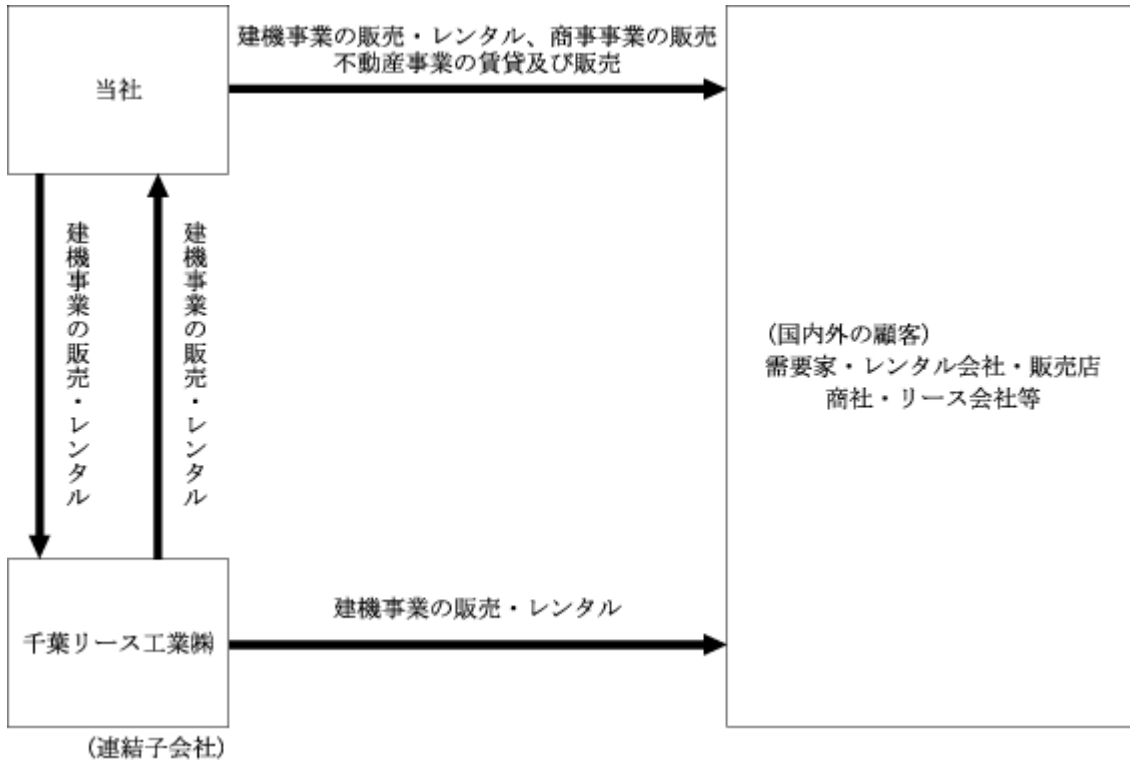 建機事業の販売・レンタル、商事事業の販売
不動産事業の賃貸及び販売
当社
建機事業の販売・レンタル
建機事業の販売・レンタル
(国内外の顧客)
需要家・レンタル会社・販売店
商社・リース会社等
建機事業の販売・レンタル
千葉リース工業㈱
(連結子会社)